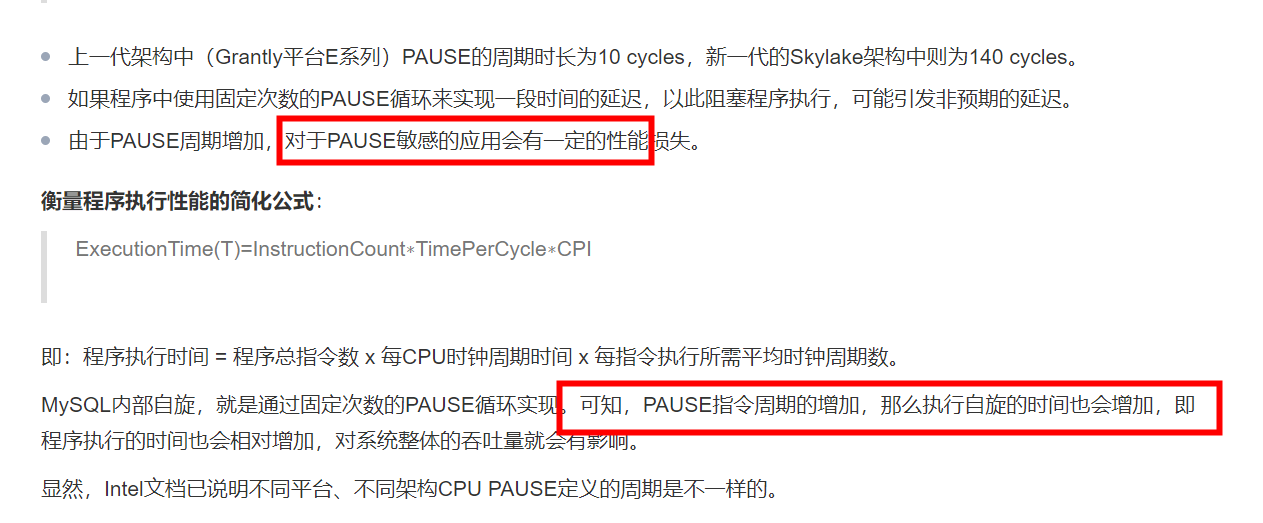 上一代架构中（Grantly平台E系列）PAUSE的周期时长为10 cycles，新一代的Skylake架构中则为140 cycles。
如果程序中使用固定次数的PAUSE循环来实现一段时间的延迟，以此阻塞程序执行，可能引发非预期的延迟。
由于PAUSE周期增加，对于PAUSE敏感的应用会有一定的性能损失。
衡量程序执行性能的简化公式：
ExecutionTime(T)=InstructionCount*TimePerCycle*CPI
即：程序执行时间 = 程序总指令数 x 每CPU时钟周期时间 x 每指令执行所需平均时钟周期数。
MySQL内部自旋，就是通过固定次数的PAUSE循环实现。可知，PAUSE指令周期的增加，那么执行自旋的时间也会增加，即
程序执行的时间也会相对增加，对系统整体的吞吐量就会有影响。
显然，Intel文档已说明不同平台、不同架构CPU PAUSE定义的周期是不一样的。